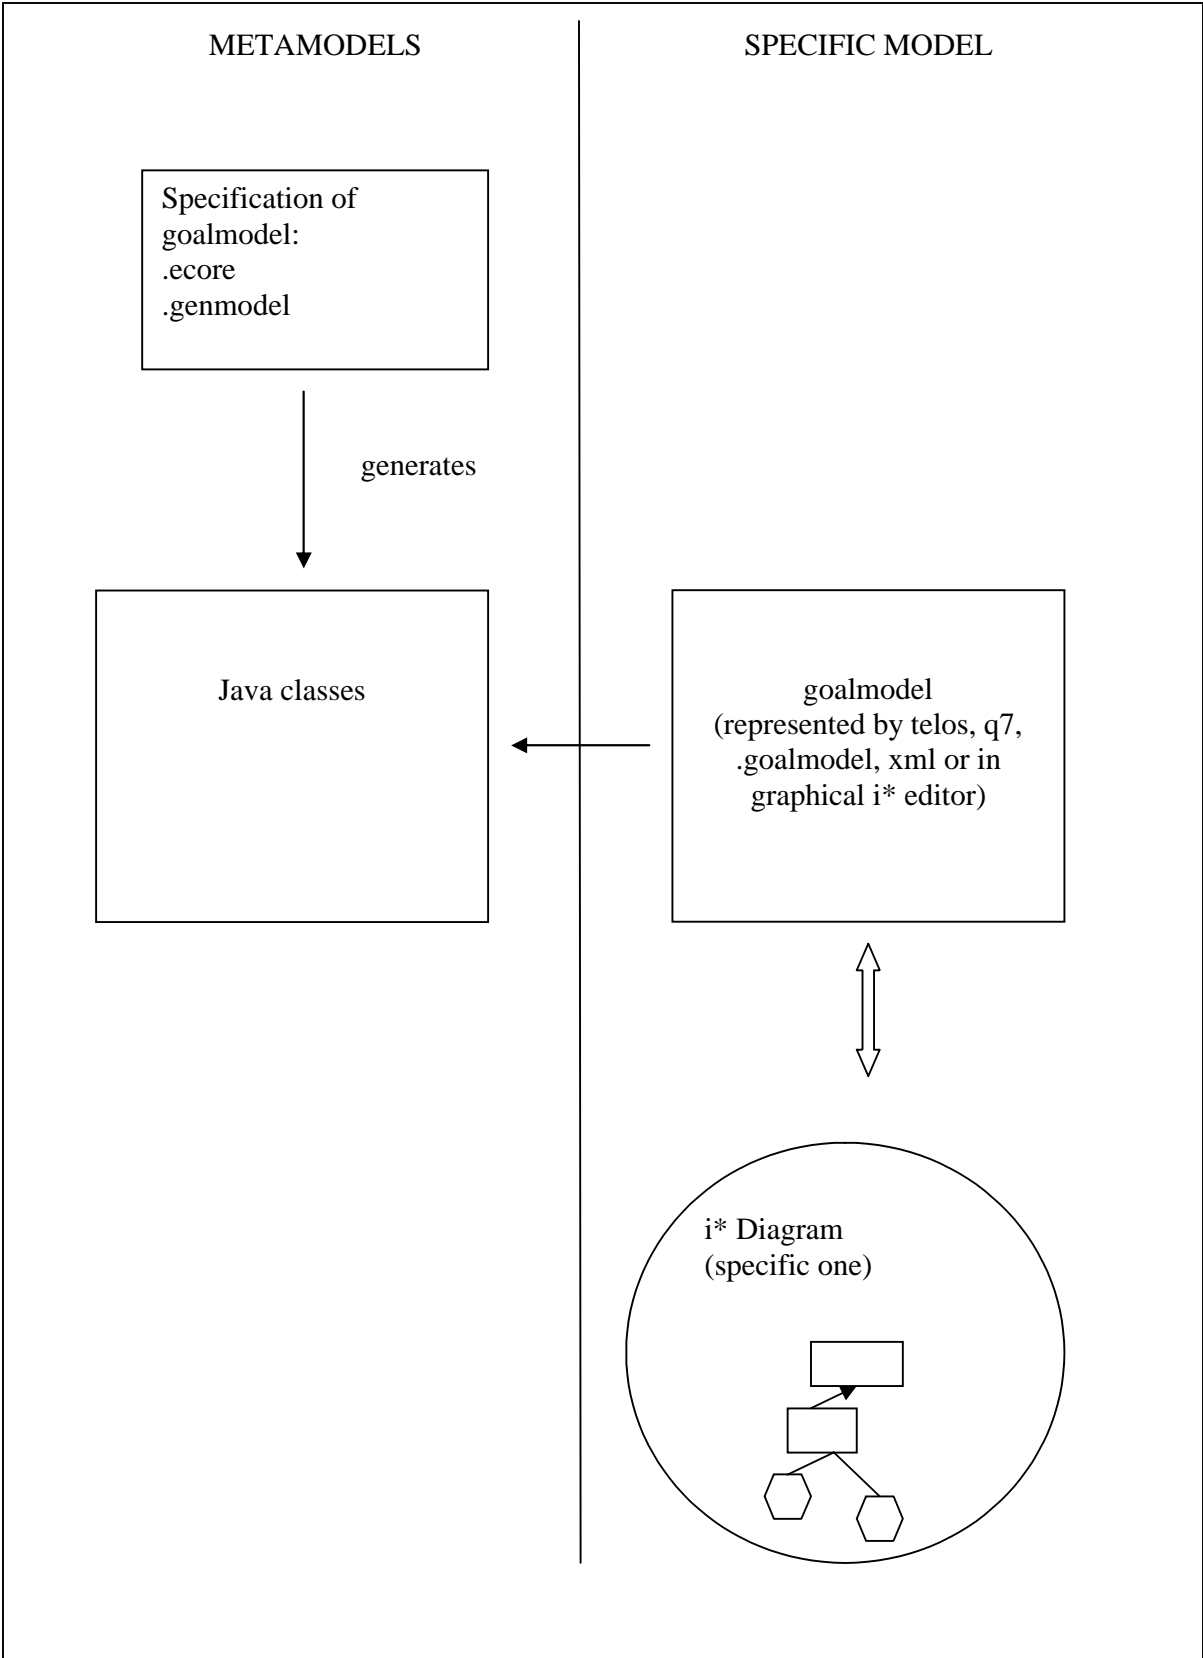 METAMODELS
SPECIFIC MODEL
Specification of
goalmodel:
.ecore
.genmodel
generates
Java classes
goalmodel
(represented by telos, q7,
.goalmodel, xml or in
graphical i* editor)
i* Diagram
(specific one)